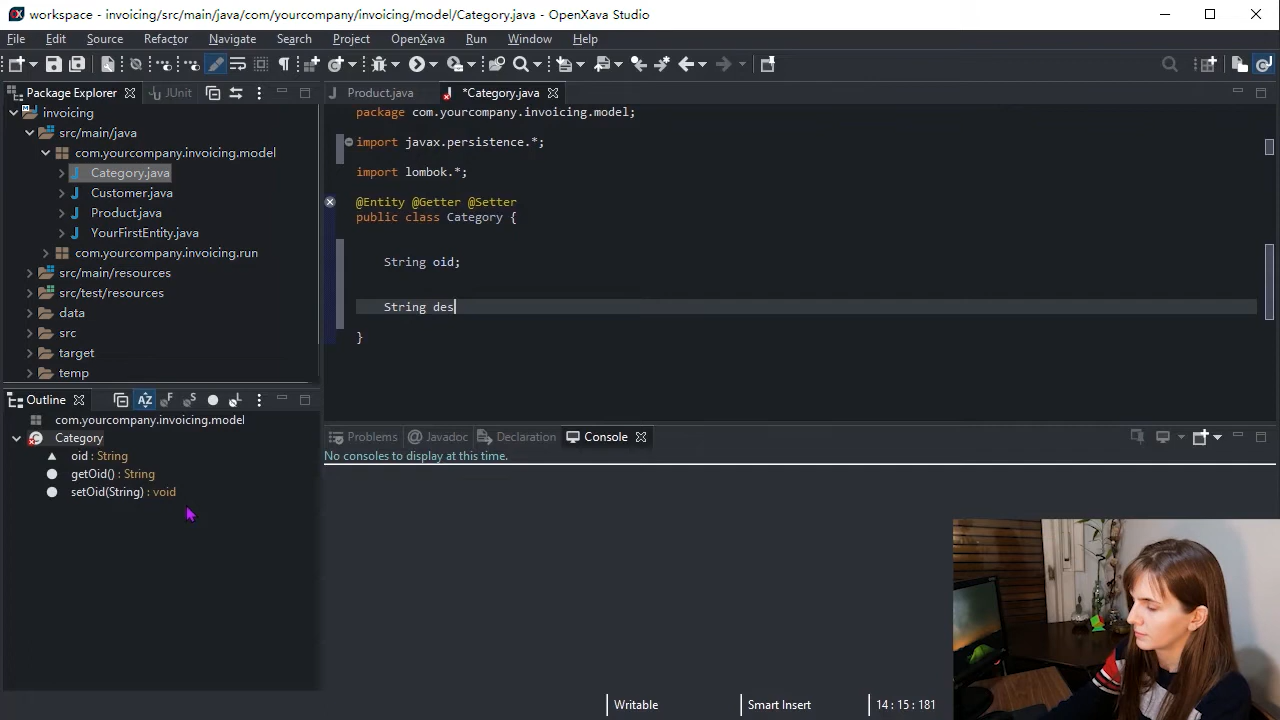 workspace - invoicing/src/main/java/com/yourcompany/invoicing/model/Category.java - OpenXava Studio
File Edit Source Refactor Navigate Search Project OpenXava Run Window Help
Package Explorer JUnit
Product.java *Category.java
invoicing
src/main/java
com.yourcompany.invoicing.model
Category.java
Customer.java
Product.java
YourFirstEntity.java
com.yourcompany.invoicing.run
src/main/resources
src/test/resources
data
src
target
temp
package com.yourcompany.invoicing.model;
import javax.persistence.*;
import lombok.*;
@Entity @Getter @Setter
public class Category {
String oid;
String des
}
Outline
com.yourcompany.invoicing.model
Category
oid : String
getOid() : String
setOid(String) : void
Problems @ Javadoc Declaration Console
No consoles to display at this time.
Writable Smart Insert 14 : 15 : 181